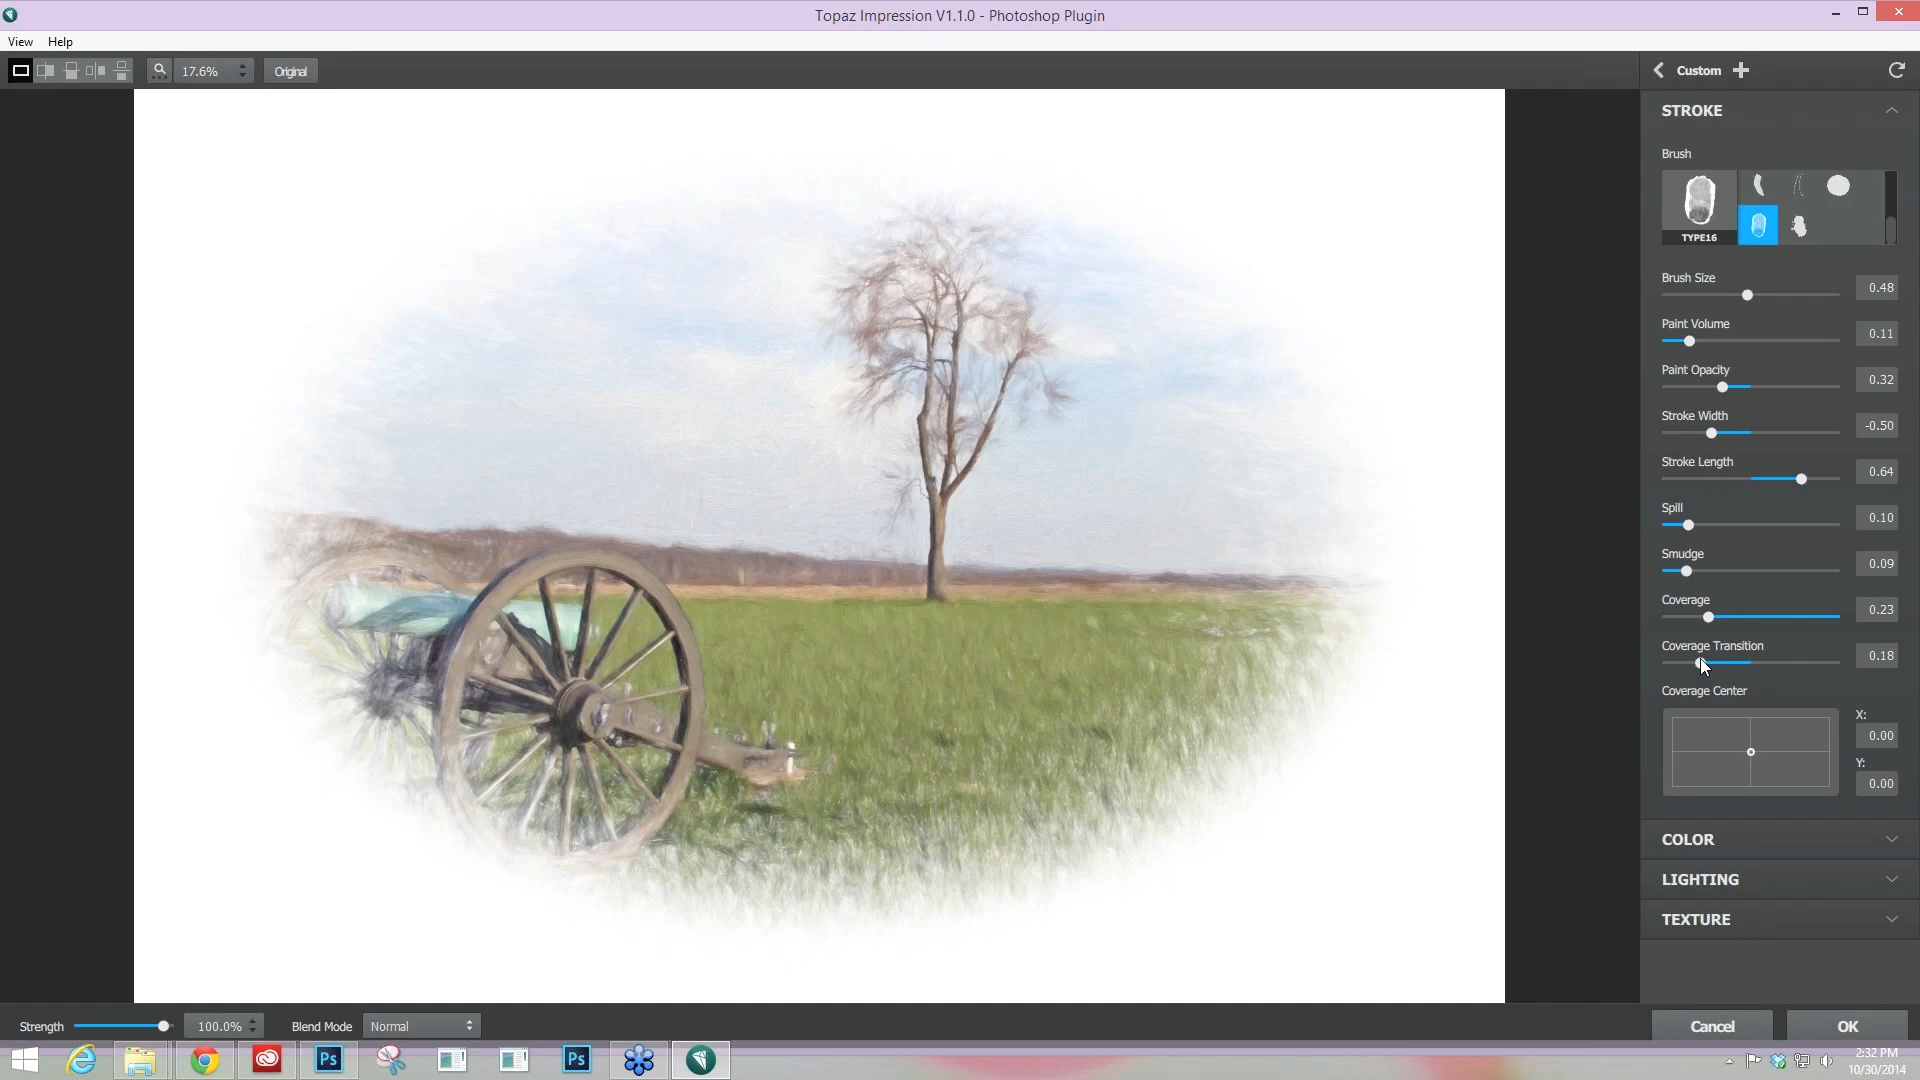 Topaz Impression V1.1.0 - Photoshop Plugin
View Help
17.6% Original
Custom
STROKE
Brush
TYPE16
Brush Size
0.48
Paint Volume
0.11
Paint Opacity
0.32
Stroke Width
-0.50
Stroke Length
0.64
Spill
0.10
Smudge
0.09
Coverage
0.23
Coverage Transition
0.18
Coverage Center
X:
0.00
Y:
0.00
COLOR
LIGHTING
TEXTURE
Strength 100.0% Blend Mode Normal
Cancel OK
Ps Ps
2:32 PM
10/30/2014